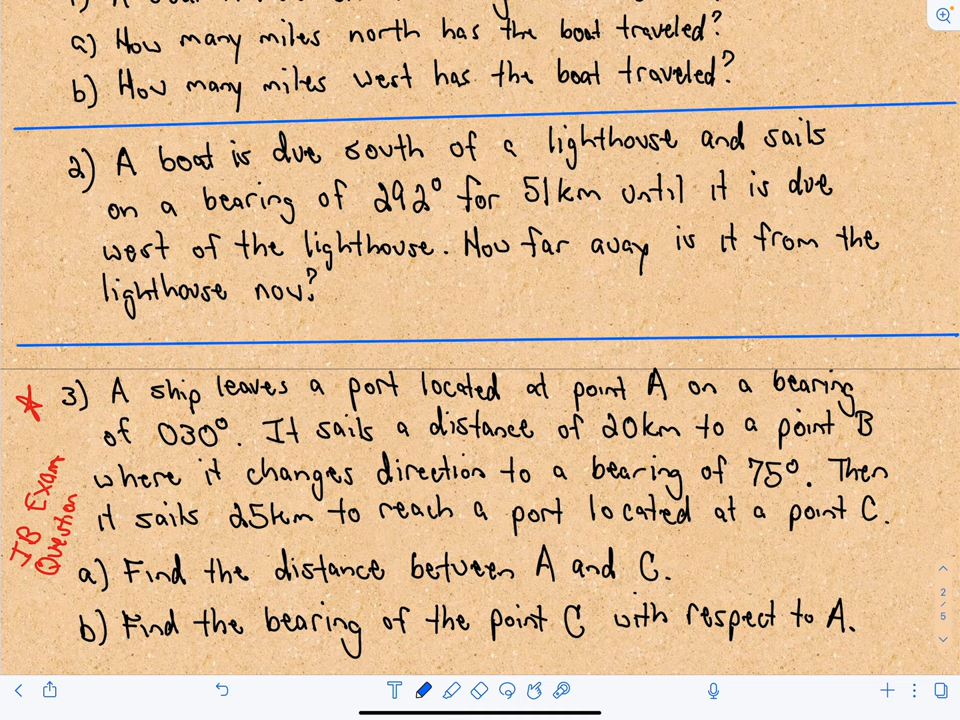 a) How many miles north has the boat traveled?
b) How many miles west has the boat traveled?
2) A boat is due south of a lighthouse and sails
on a bearing of 292° for 51km until it is due
west of the lighthouse. How far away is it from the
lighthouse now?
3) A ship leaves a port located at point A on a bearing
of 030°. It sails a distance of 20km to a point B
where it changes direction to a bearing of 75°. Then
it sails 25km to reach a port located at a point C.
IB Exam
Question
a) Find the distance between A and C.
b) Find the bearing of the point C with respect to A.
2
/
5
T